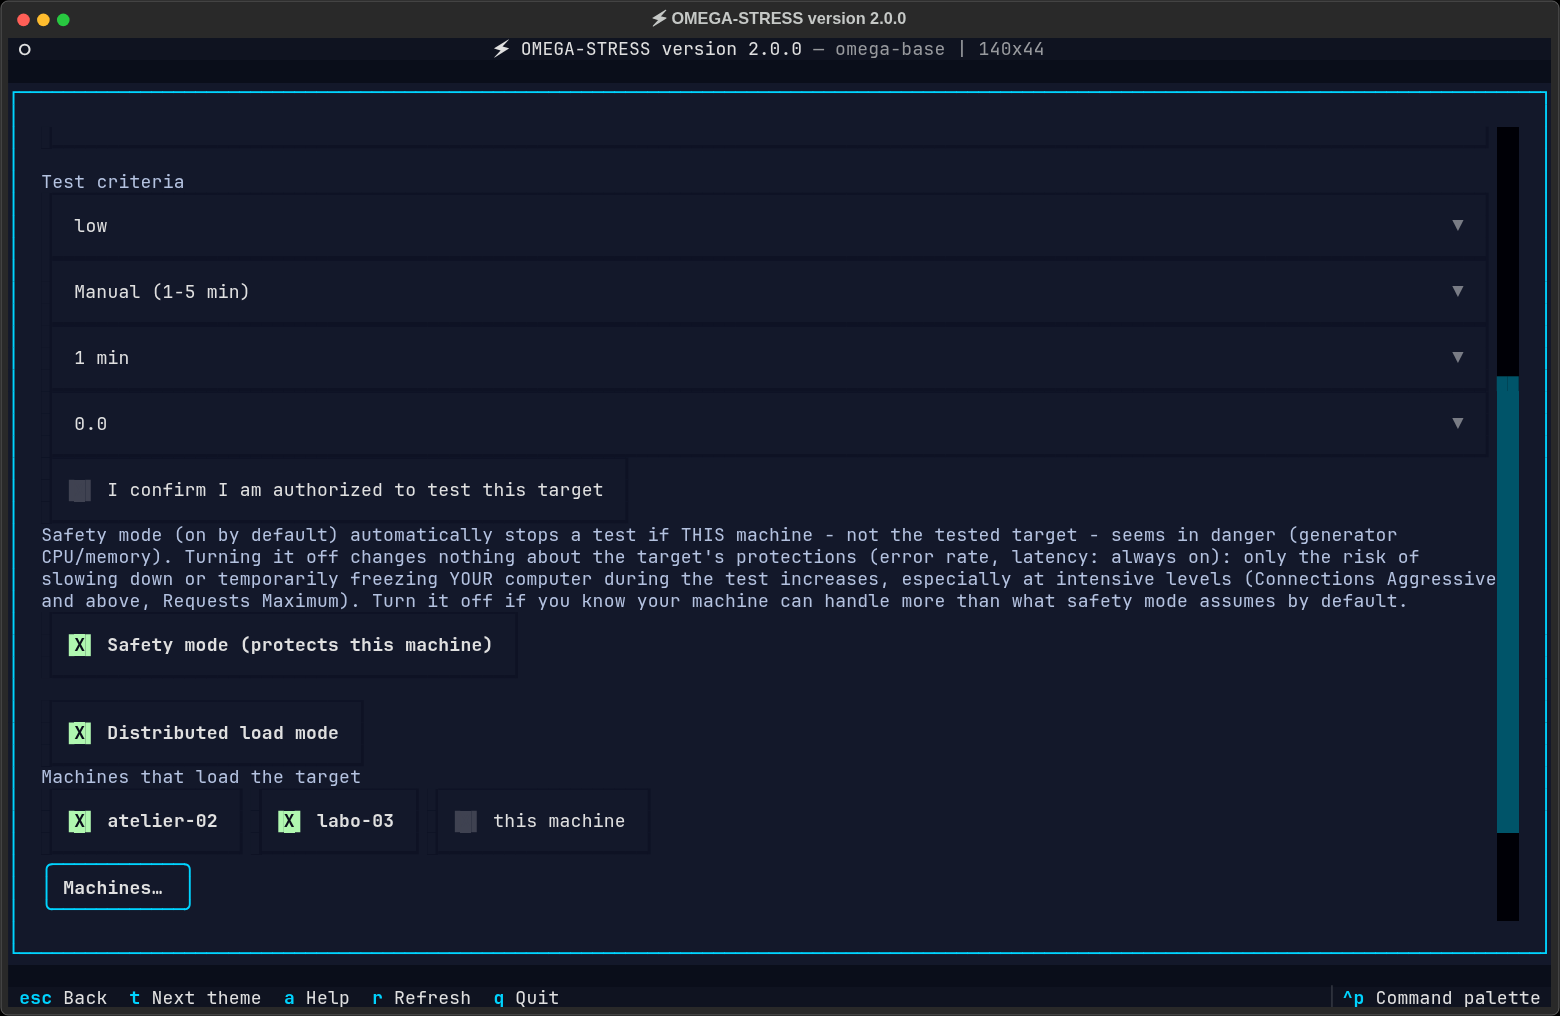 ⚡ OMEGA-STRESS version 2.0.0
⚡ OMEGA-STRESS version 2.0.0 — omega-base | 140x44
Test criteria
low ▼
Manual (1-5 min) ▼
1 min ▼
0.0 ▼
I confirm I am authorized to test this target
Safety mode (on by default) automatically stops a test if THIS machine - not the tested target - seems in danger (generator
CPU/memory). Turning it off changes nothing about the target's protections (error rate, latency: always on): only the risk of
slowing down or temporarily freezing YOUR computer during the test increases, especially at intensive levels (Connections Aggressive
and above, Requests Maximum). Turn it off if you know your machine can handle more than what safety mode assumes by default.
X Safety mode (protects this machine)
X Distributed load mode
Machines that load the target
X atelier-02 X labo-03 this machine
Machines…
esc Back t Next theme a Help r Refresh q Quit ^p Command palette